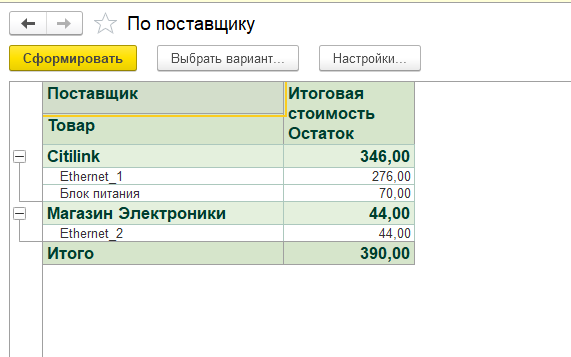 По поставщику
Сформировать Выбрать вариант... Настройки...
Поставщик Итоговая
стоимость
Товар Остаток
Citilink 346,00
Ethernet_1 276,00
Блок питания 70,00
Магазин Электроники 44,00
Ethernet_2 44,00
Итого 390,00